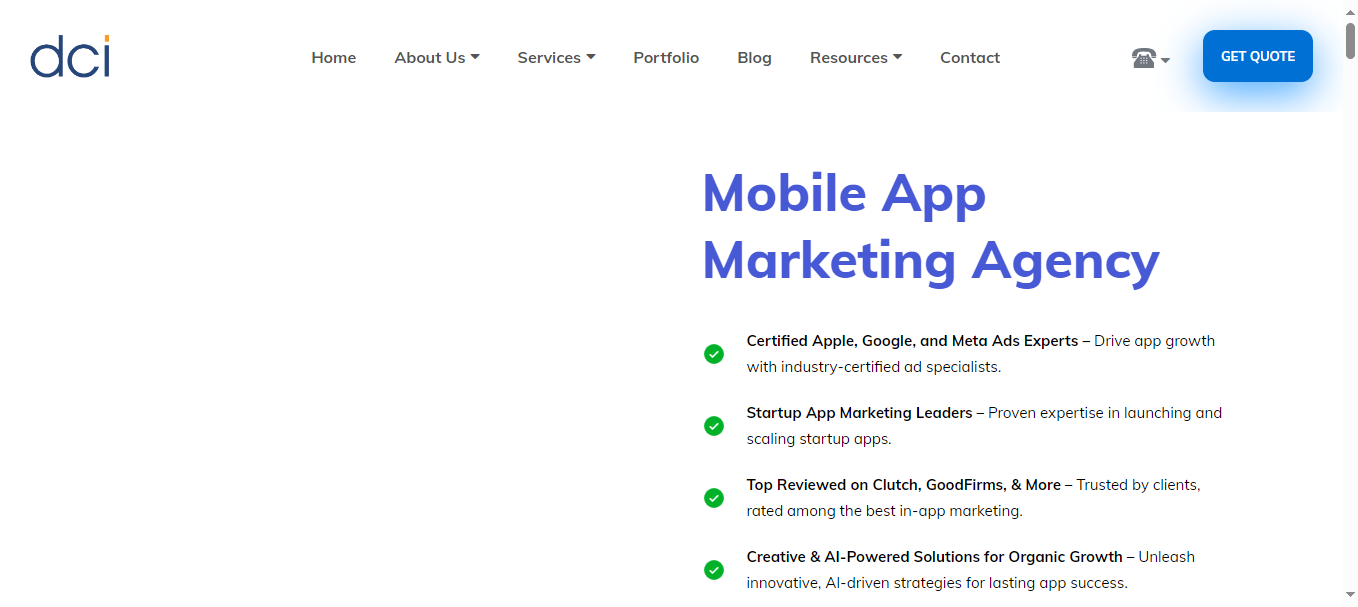 dci
Home About Us Services Portfolio Blog Resources Contact
GET QUOTE
Mobile App
Marketing Agency
Certified Apple, Google, and Meta Ads Experts – Drive app growth
with industry-certified ad specialists.
Startup App Marketing Leaders – Proven expertise in launching and
scaling startup apps.
Top Reviewed on Clutch, GoodFirms, & More – Trusted by clients,
rated among the best in-app marketing.
Creative & AI-Powered Solutions for Organic Growth – Unleash
innovative, AI-driven strategies for lasting app success.